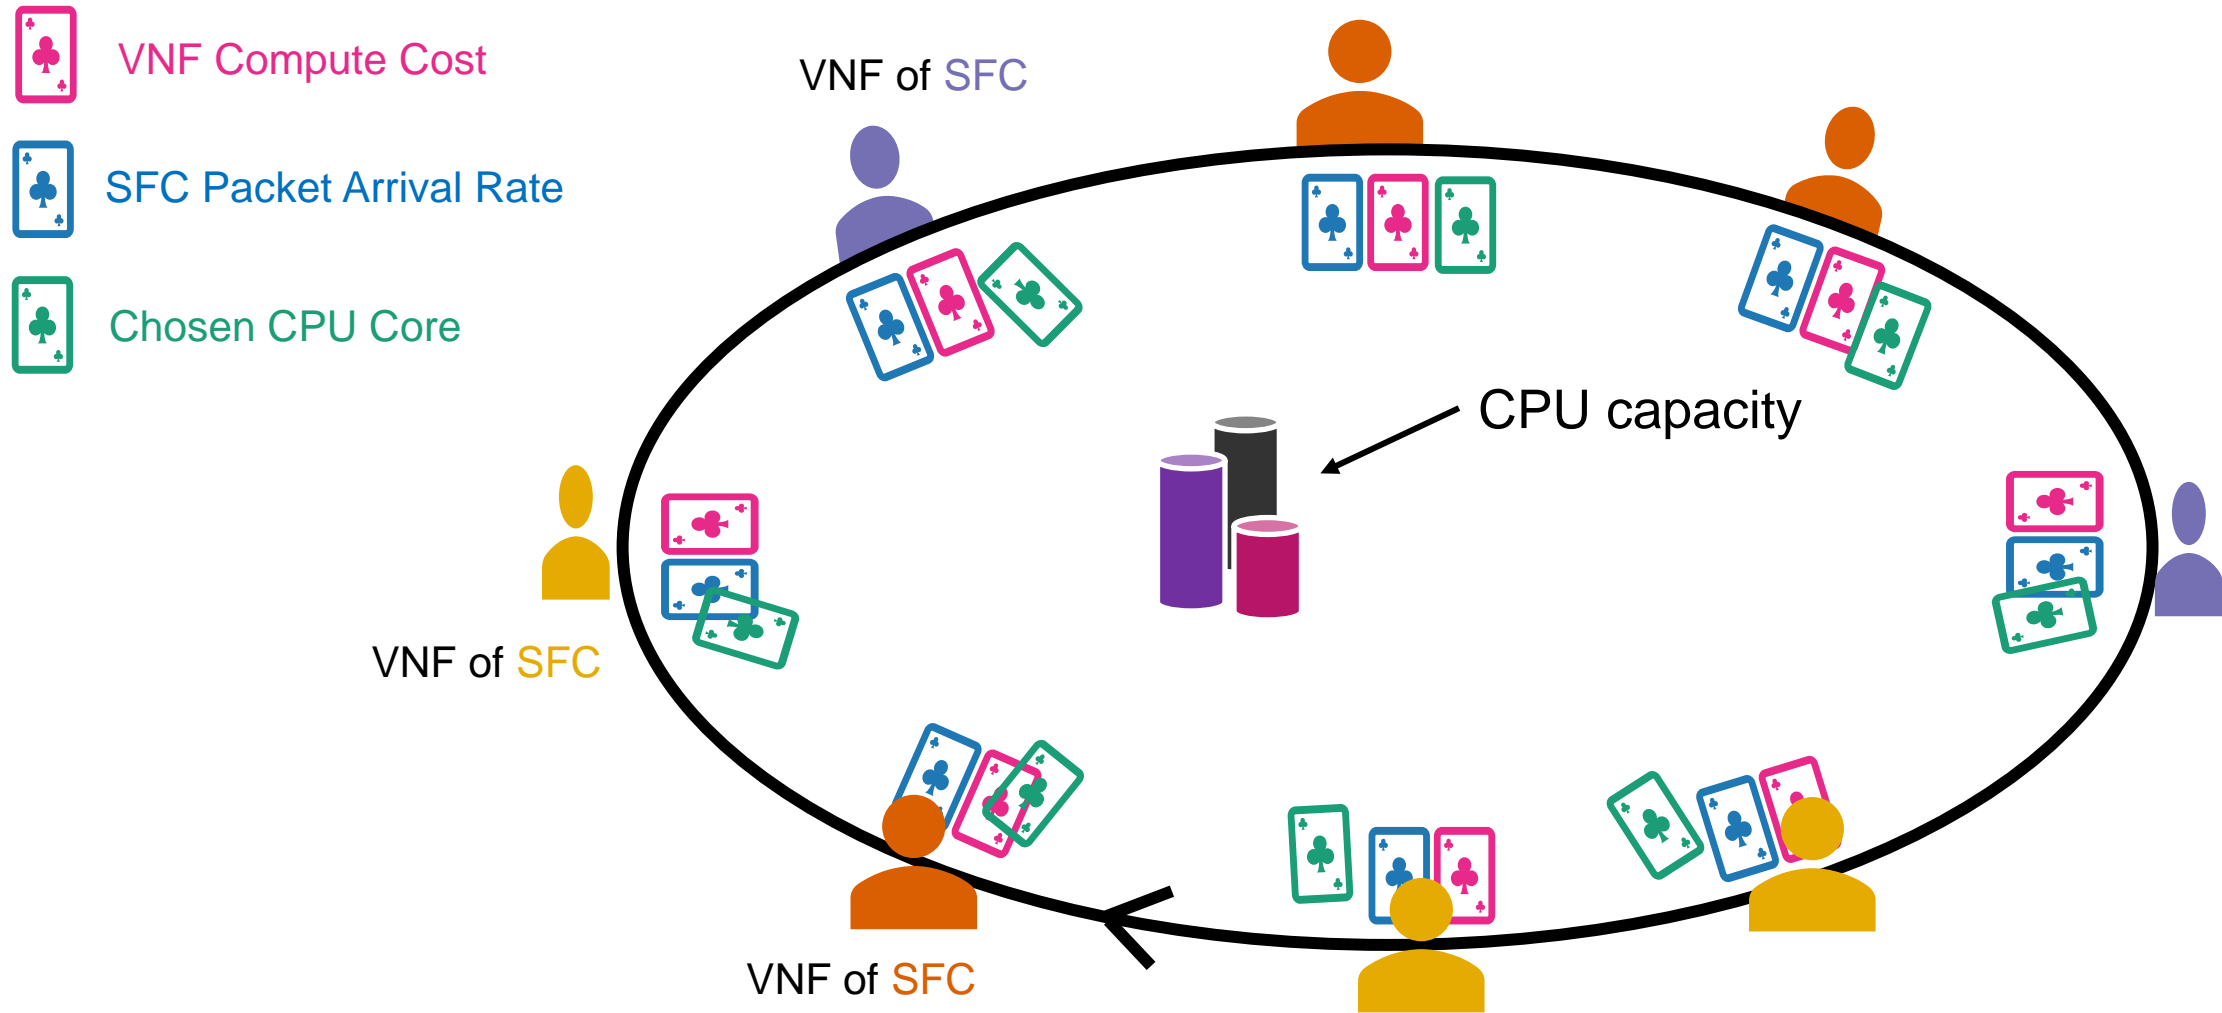 VNF Compute Cost
SFC Packet Arrival Rate
Chosen CPU Core
VNF of SFC
CPU capacity
VNF of SFC
VNF of SFC